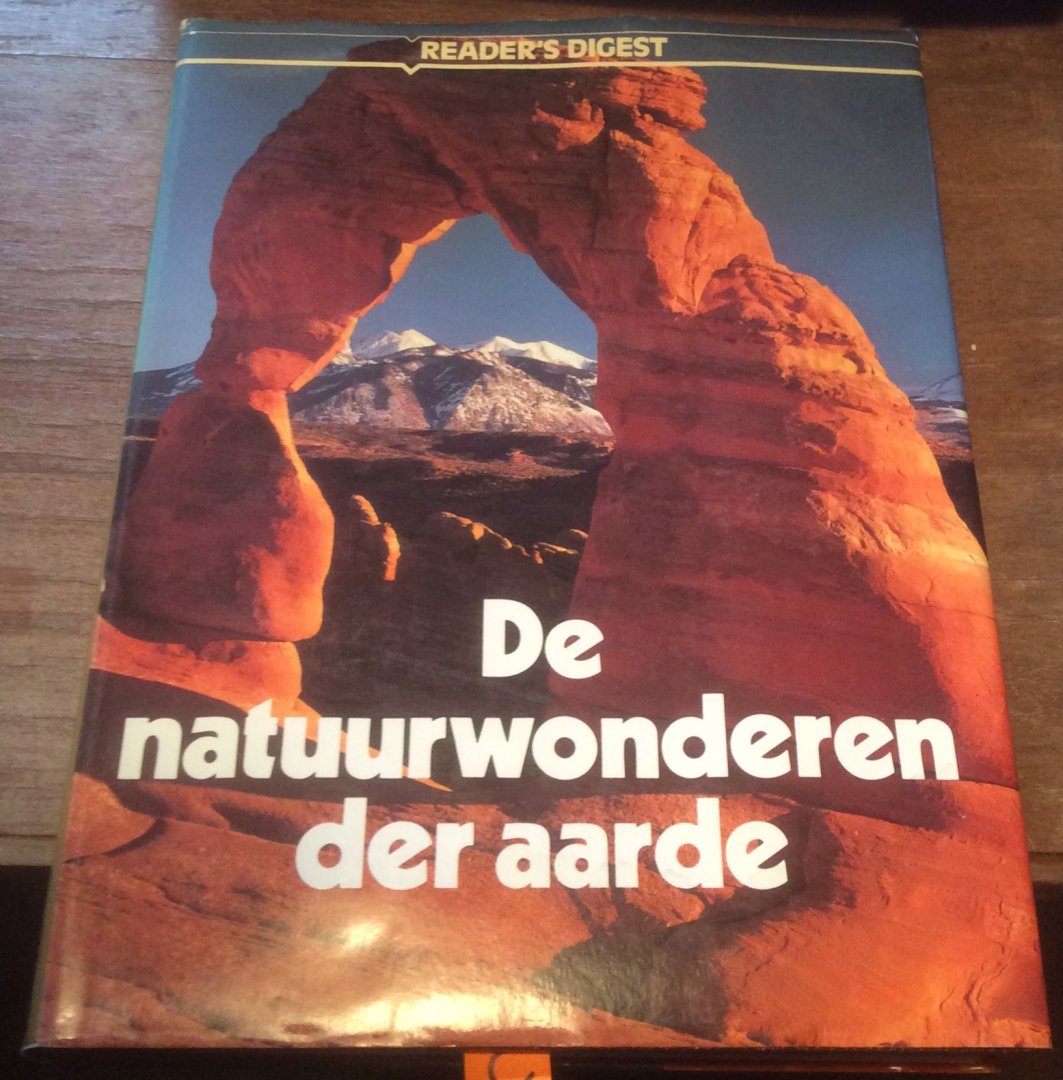 READER'S DIGEST
De
natuurwonderen
der aarde